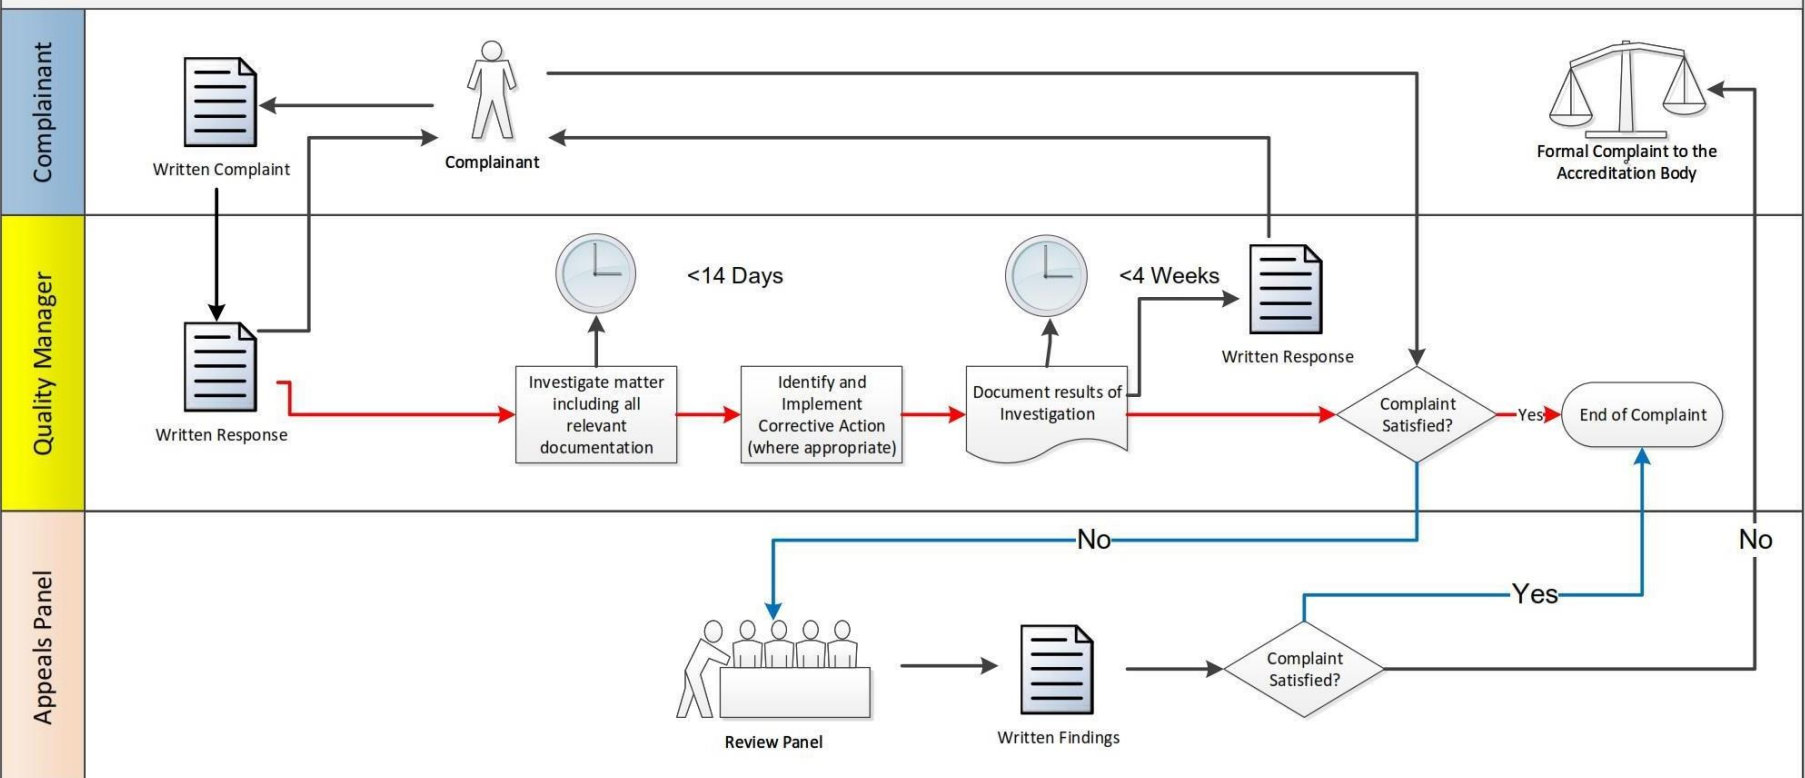 Complainant
Written Complaint
Complainant
Formal Complaint to the
Accreditation Body
Quality Manager
<14 Days
<4 Weeks
Written Response
Written Response
Investigate matter
including all
relevant
documentation
Identify and
Implement
Corrective Action
(where appropriate)
Document results of
Investigation
Complaint
Satisfied?
Yes
End of Complaint
Appeals Panel
No
No
Yes
Review Panel
Written Findings
Complaint
Satisfied?